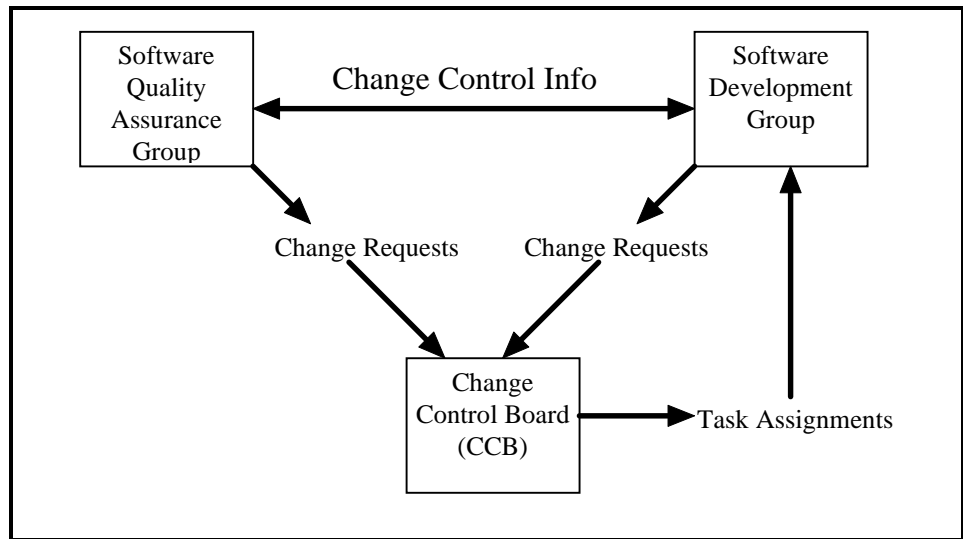 Software
Quality
Assurance
Group
Change Control Info
Software
Development
Group
Change Requests
Change Requests
Change
Control Board
(CCB)
Task Assignments